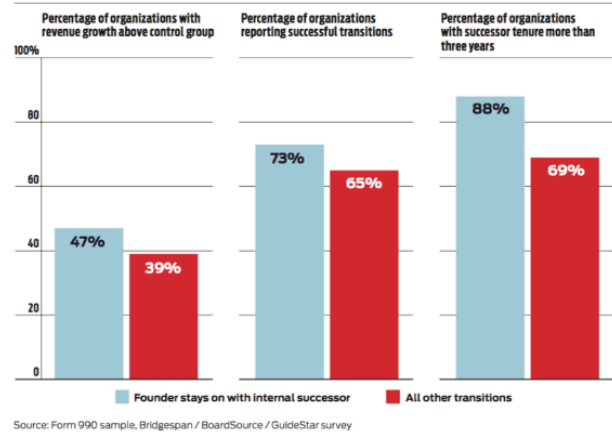 Percentage of organizations with
revenue growth above control group
Percentage of organizations
reporting successful transitions
Percentage of organizations
with successor tenure more than
three years
100%
80
60
40
20
0
47%
39%
73%
65%
88%
69%
Founder stays on with internal successor
All other transitions
Source: Form 990 sample, Bridgespan / BoardSource / GuideStar survey